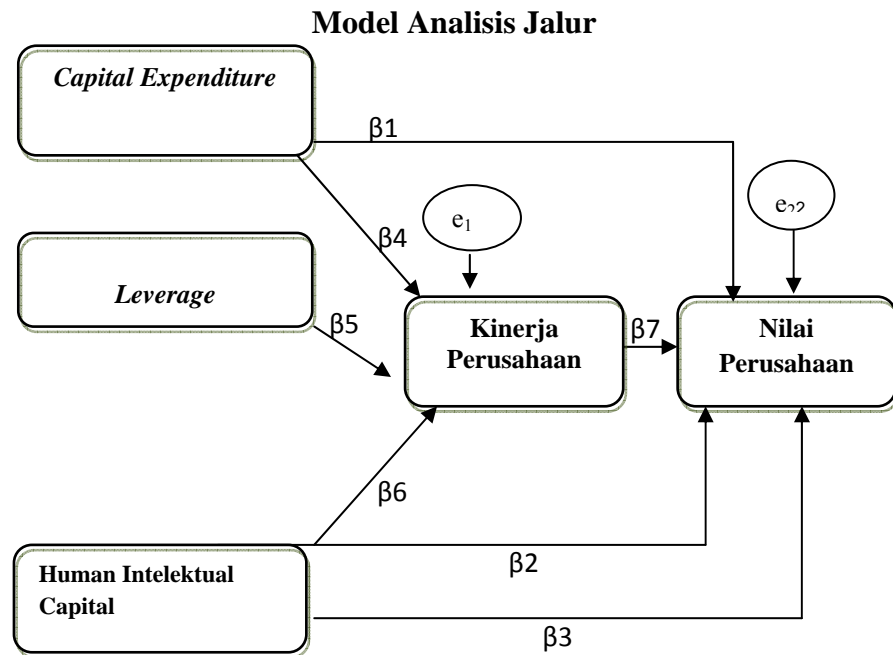 Model Analisis Jalur
Capital Expenditure
β1
e₁
e₂₂
β4
Leverage
β5
Kinerja
Perusahaan
β7
Nilai
Perusahaan
β6
Human Intelektual
Capital
β2
β3